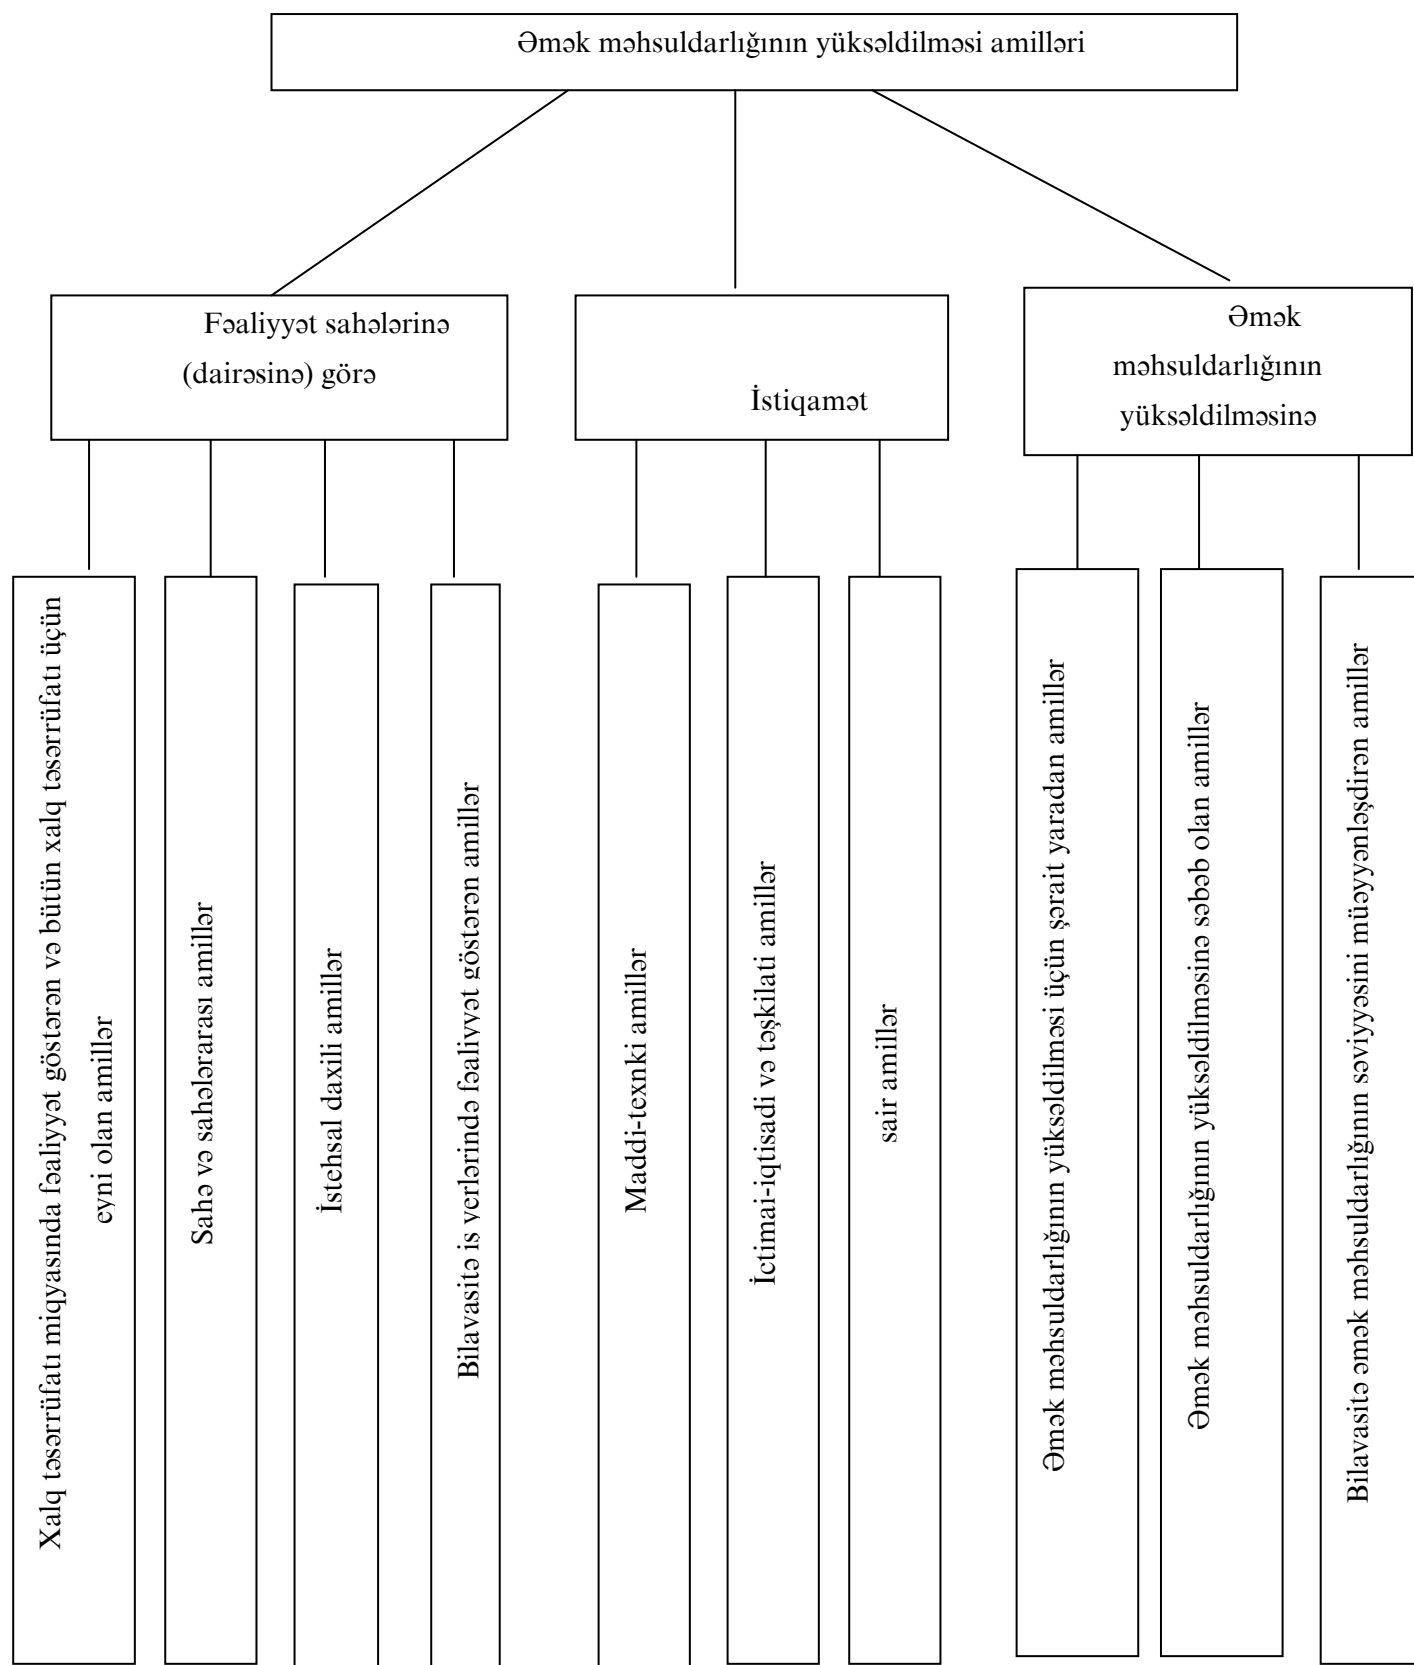 Əmək məhsuldarlığının yüksəldilməsi amilləri
Fəaliyyət sahələrinə
(dairəsinə) görə
İstiqamət
Əmək
məhsuldarlığının
yüksəldilməsinə
Xalq təsərrüfatı miqyasında fəaliyyət göstərən və bütün xalq təsərrüfatı üçün
eyni olan amillər
Sahə və sahələrarası amillər
İstehsal daxili amillər
Bilavasitə is yerlərində fəaliyyət göstərən amillər
Maddi-texnki amillər
İctimai-iqtisadi və təşkilati amillər
sair amillər
Əmək məhsuldarlığının yüksəldilməsi üçün şərait yaradan amillər
Əmək məhsuldarlığının yüksəldilməsinə səbəb olan amillər
Bilavasitə əmək məhsuldarlığının səviyyəsini müəyyənləşdirən amillər